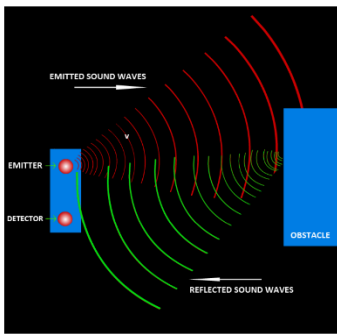 EMITTED SOUND WAVES
v
EMITTER
DETECTOR
OBSTACLE
REFLECTED SOUND WAVES